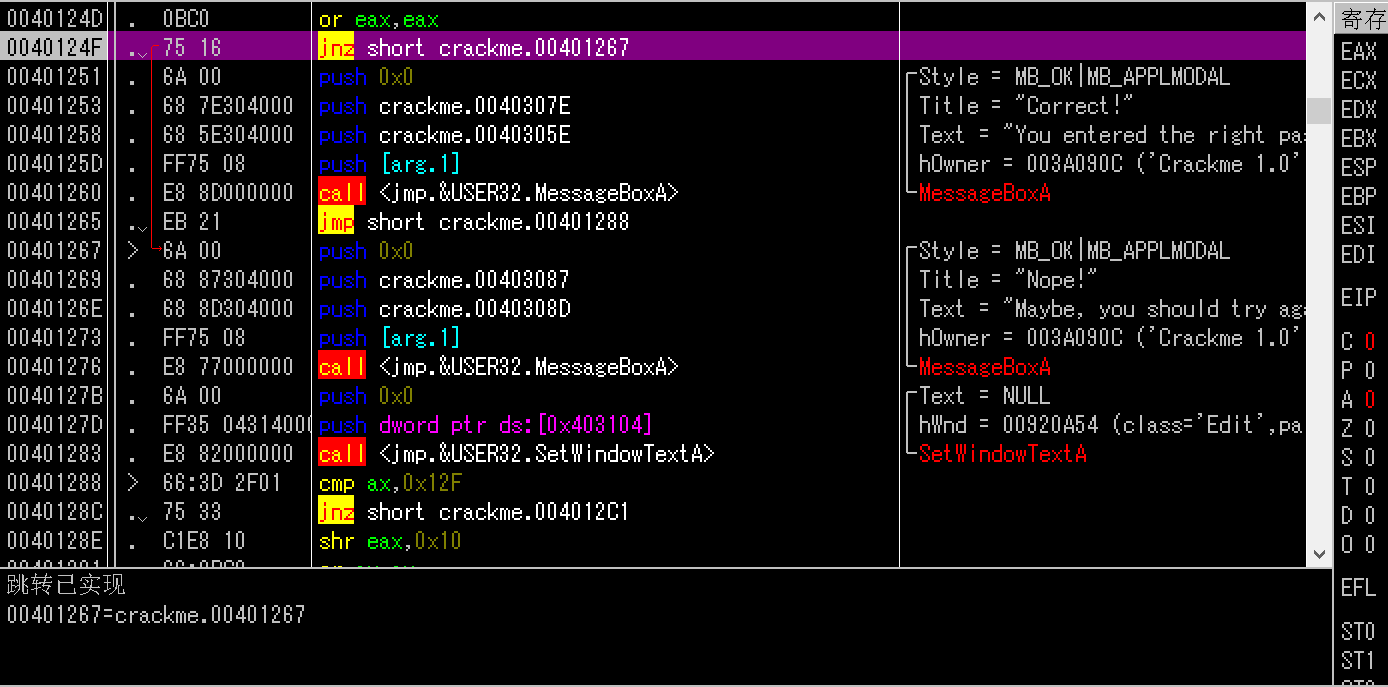 0040124D . 0BC0 or eax,eax 寄存
0040124F . 75 16 jnz short crackme.00401267
00401251 . 6A 00 push 0x0 Style = MB_OK|MB_APPLMODAL
00401253 . 68 7E304000 push crackme.0040307E Title = "Correct!"
00401258 . 68 5E304000 push crackme.0040305E Text = "You entered the right pa
0040125D . FF75 08 push [arg.1] hOwner = 003A090C ('Crackme 1.0'
00401260 . E8 8D000000 call <jmp.&USER32.MessageBoxA> MessageBoxA
00401265 . EB 21 jmp short crackme.00401288
00401267 > 6A 00 push 0x0 Style = MB_OK|MB_APPLMODAL
00401269 . 68 87304000 push crackme.00403087 Title = "Nope!"
0040126E . 68 8D304000 push crackme.0040308D Text = "Maybe, you should try aga
00401273 . FF75 08 push [arg.1] hOwner = 003A090C ('Crackme 1.0'
00401276 . E8 77000000 call <jmp.&USER32.MessageBoxA> MessageBoxA
0040127B . 6A 00 push 0x0 Text = NULL
0040127D . FF35 04314000 push dword ptr ds:[0x403104] hWnd = 00920A54 (class='Edit',pa
00401283 . E8 82000000 call <jmp.&USER32.SetWindowTextA> SetWindowTextA
00401288 > 66:3D 2F01 cmp ax,0x12F
0040128C . 75 33 jnz short crackme.004012C1
0040128E . C1E8 10 shr eax,0x10
跳转已实现
00401267=crackme.00401267
EAX
ECX
EDX
EBX
ESP
EBP
ESI
EDI
EIP
C 0
P 0
A 0
Z 0
S 0
T 0
D 0
O 0
EFL
ST0
ST1